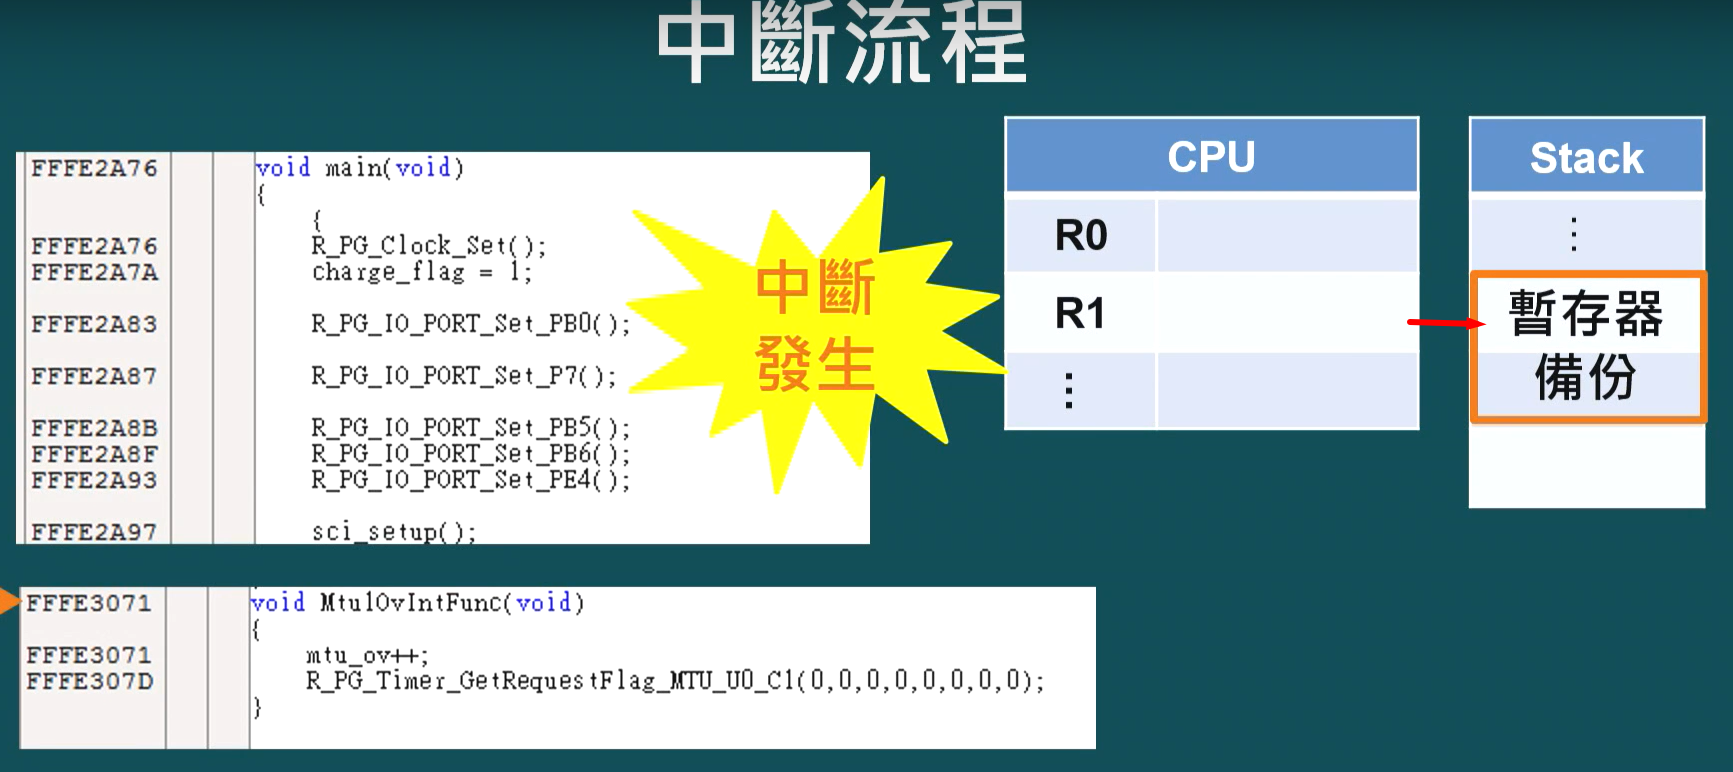 中斷流程
FFFE2A76 void main(void)
{
{
FFFE2A76 R_PG_Clock_Set();
FFFE2A7A charge_flag = 1;
FFFE2A83 R_PG_IO_PORT_Set_PB0();
FFFE2A87 R_PG_IO_PORT_Set_P7();
FFFE2A8B R_PG_IO_PORT_Set_PB5();
FFFE2A8F R_PG_IO_PORT_Set_PB6();
FFFE2A93 R_PG_IO_PORT_Set_PE4();
FFFE2A97 sci_setup();
中斷
發生
CPU
R0
R1
⋮
Stack
⋮
暫存器
備份
FFFE3071 void Mtu1OvIntFunc(void)
{
FFFE3071 mtu_ov++;
FFFE307D R_PG_Timer_GetRequestFlag_MTU_U0_C1(0,0,0,0,0,0,0,0);
}